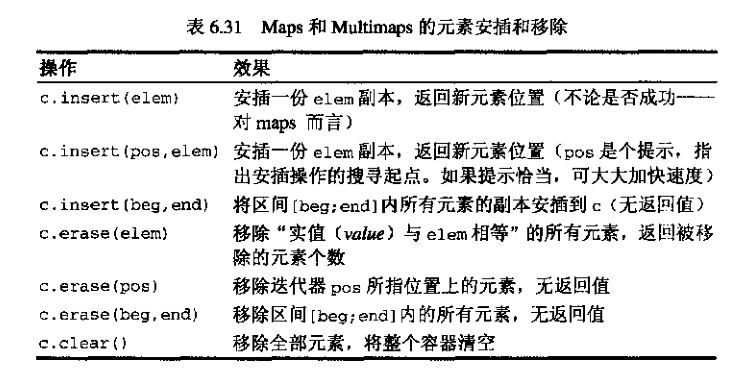 表 6.31 Maps 和 Multimaps 的元素安插和移除
操作 效果
c.insert(elem) 安插一份 elem 副本，返回新元素位置（不论是否成功——
对 maps 而言）
c.insert(pos,elem) 安插一份 elem 副本，返回新元素位置（pos 是个提示，指
出安插操作的搜寻起点。如果提示恰当，可大大加快速度）
c.insert(beg,end) 将区间[beg;end]内所有元素的副本安插到 c（无返回值）
c.erase(elem) 移除“实值（value）与 elem 相等”的所有元素，返回被移
除的元素个数
c.erase(pos) 移除迭代器 pos 所指位置上的元素，无返回值
c.erase(beg,end) 移除区间[beg;end]内的所有元素，无返回值
c.clear() 移除全部元素，将整个容器清空